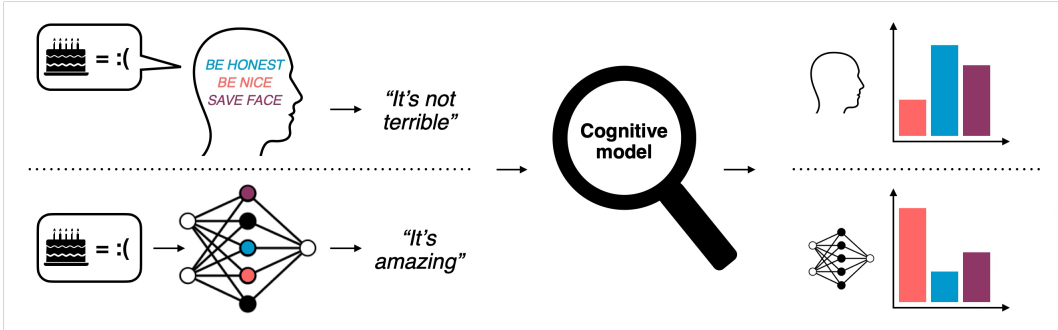 = :(
BE HONEST
BE NICE
SAVE FACE
“It’s not
terrible”
Cognitive
model
= :(
“It’s
amazing”